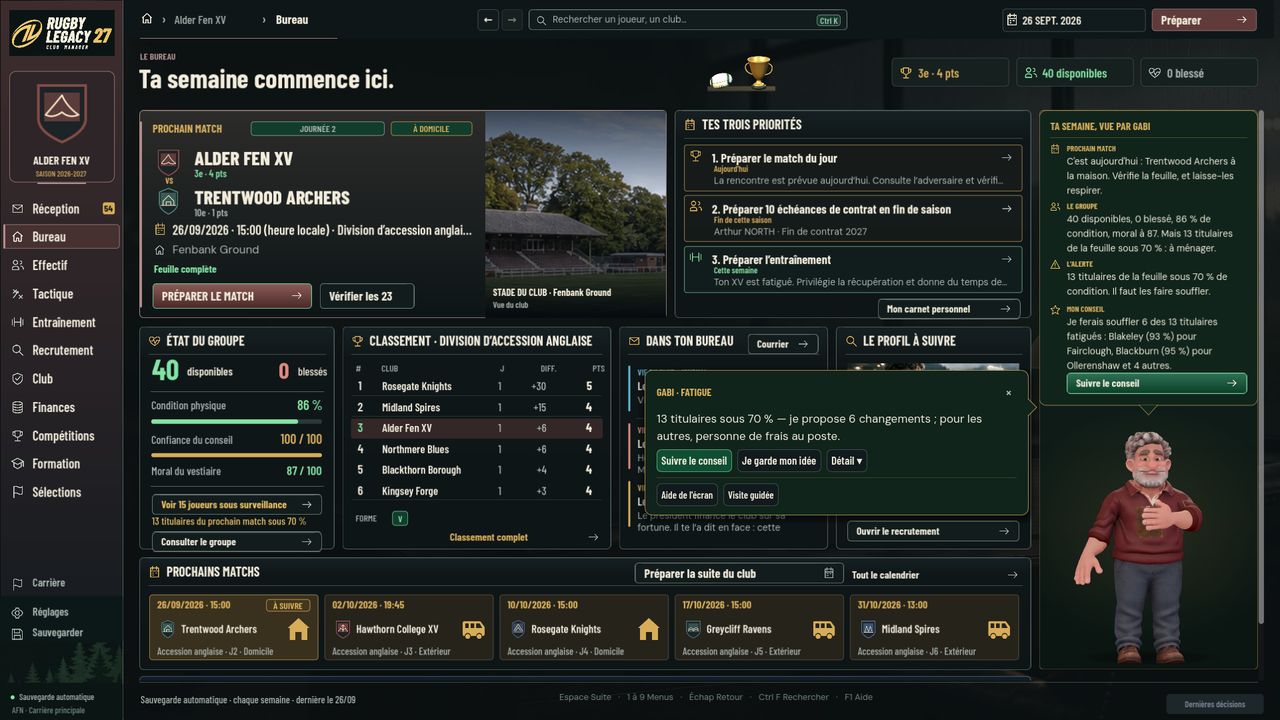 RUGBY
LEGACY 27
CLUB MANAGER
Alder Fen XV
Bureau
Rechercher un joueur, un club...
Ctrl K
26 SEPT. 2026
Préparer
ALDER FEN XV
SAISON 2026-2027
Réception
54
Bureau
Effectif
Tactique
Entrainement
Recrutement
Club
Finances
Compétitions
Formation
Sélections
Carrière
Réglages
Sauvegarder
Sauvegarde automatique
AFN · Carrière principale
LE BUREAU
Ta semaine commence ici.
3e · 4 pts
40 disponibles
0 blessé
PROCHAIN MATCH
JOURNÉE 2
À DOMICILE
ALDER FEN XV
3e · 4 pts
VS
TRENTWOOD ARCHERS
10e · 1 pts
26/09/2026 · 15:00 (heure locale) · Division d'accession anglai...
Fenbank Ground
Feuille complète
PRÉPARER LE MATCH
Vérifier les 23
STADE DU CLUB · Fenbank Ground
Vue du club
TES TROIS PRIORITÉS
1. Préparer le match du jour
Aujourd'hui
La rencontre est prévue aujourd'hui. Consulte l'adversaire et vérifi...
2. Préparer 10 échéances de contrat en fin de saison
Fin de cette saison
Arthur NORTH · Fin de contrat 2027
3. Préparer l'entraînement
Cette semaine
Ton XV est fatigué. Privilégie la récupération et donne du temps de...
Mon carnet personnel
TA SEMAINE, VUE PAR GABI
PROCHAIN MATCH
C'est aujourd'hui : Trentwood Archers à
la maison. Vérifie la feuille, et laisse-les
respirer.
LE GROUPE
40 disponibles, 0 blessé, 86 % de
condition, moral à 87. Mais 13 titulaires
de la feuille sous 70 % : à ménager.
L'ALERTE
13 titulaires de la feuille sous 70 % de
condition. Il faut les faire souffler.
MON CONSEIL
Je ferais souffler 6 des 13 titulaires
fatigués : Blakeley (93 %) pour
Fairclough, Blackburn (95 %) pour
Ollerenshaw et 4 autres.
Suivre le conseil
ÉTAT DU GROUPE
40 disponibles 0 blessés
Condition physique 86 %
Confiance du conseil 100 / 100
Moral du vestiaire 87 / 100
Voir 15 joueurs sous surveillance
13 titulaires du prochain match sous 70 %
Consulter le groupe
CLASSEMENT · DIVISION D'ACCESSION ANGLAISE
# CLUB J DIFF. PTS
1 Rosegate Knights 1 +30 5
2 Midland Spires 1 +15 4
3 Alder Fen XV 1 +6 4
4 Northmere Blues 1 +6 4
5 Blackthorn Borough 1 +4 4
6 Kingsey Forge 1 +3 4
FORME V
Classement complet
DANS TON BUREAU
Courrier
Le président commence sur sa
fortune. Il te l'a dit en face : cette
LE PROFIL À SUIVRE
Ouvrir le recrutement
GABI · FATIGUE
×
13 titulaires sous 70 % — je propose 6 changements ; pour les
autres, personne de frais au poste.
Suivre le conseil
Je garde mon idée
Détail ▾
Aide de l'écran
Visite guidée
PROCHAINS MATCHS
Préparer la suite du club
Tout le calendrier
26/09/2026 · 15:00
À SUIVRE
Trentwood Archers
Accession anglaise · J2 · Domicile
02/10/2026 · 19:45
Hawthorn College XV
Accession anglaise · J3 · Extérieur
10/10/2026 · 15:00
Rosegate Knights
Accession anglaise · J4 · Domicile
17/10/2026 · 15:00
Greycliff Ravens
Accession anglaise · J5 · Extérieur
31/10/2026 · 13:00
Midland Spires
Accession anglaise · J6 · Extérieur
Sauvegarde automatique · chaque semaine · dernière le 26/09
Espace Suite · 1 à 9 Menus · Échap Retour · Ctrl F Rechercher · F1 Aide
Dernières décisions